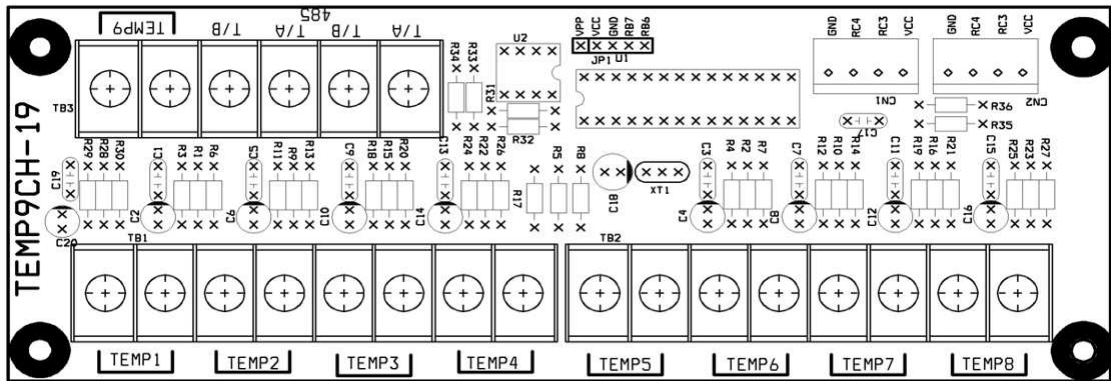 485
TEMP9 T/B T/A T/B T/A
U2
VPP VCC GND RB7 RB6
GND RC4 RC3 VCC
GND RC4 RC3 VCC
JP1 U1
R34 R33
R31
R32
TB3
CN1
CN2
C17
R36
R35
TEMP9CH-19
C19 R29 R28 R30 C1 R3 R1 R6 C5 R11 R9 R13 C9 R18 R15 R20 C13 R24 R22 R26
R5 R8
C3 R4 R2 R7 C7 R12 R10 R14 C11 R19 R16 R21 C15 R25 R23 R27
XT1
C20 C2 C6 C10 C14 R17 C18 C4 C8 C12 C16
TB1
TB2
TEMP1 TEMP2 TEMP3 TEMP4 TEMP5 TEMP6 TEMP7 TEMP8